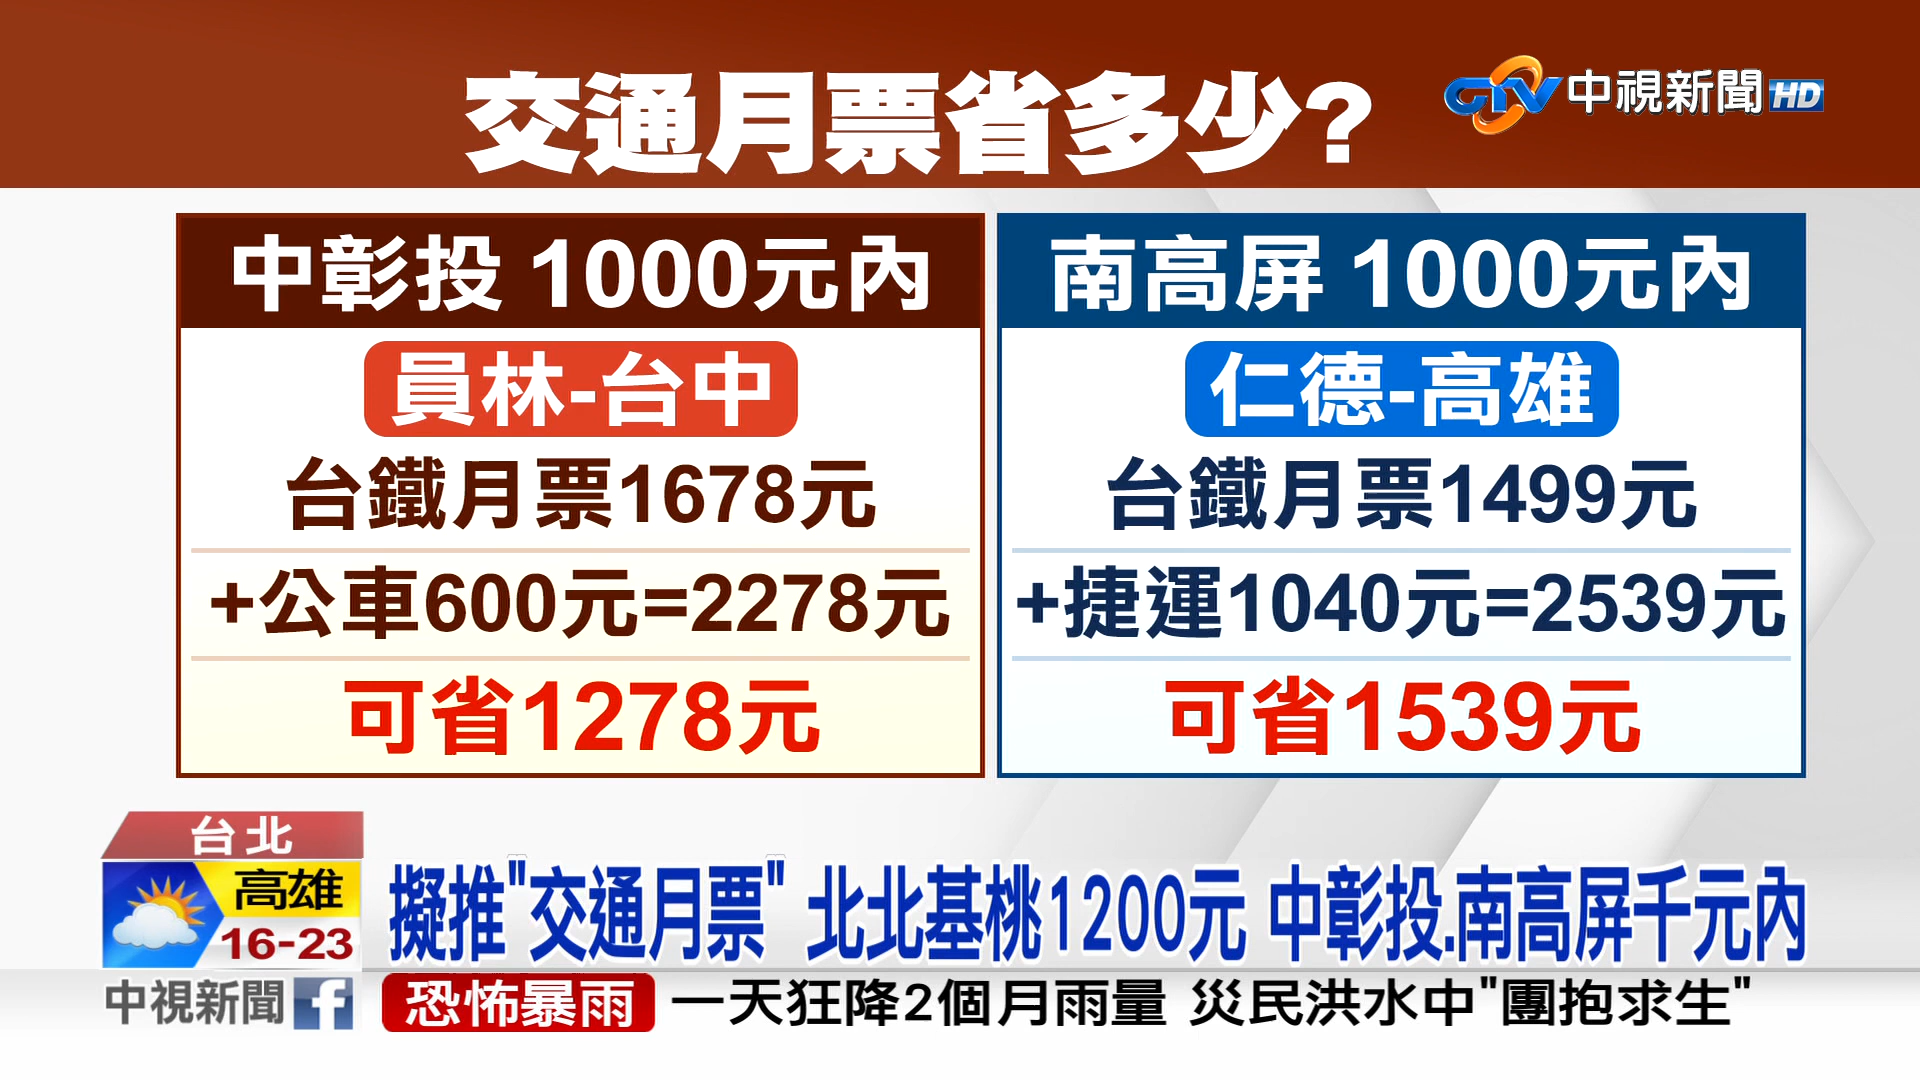 交通月票省多少?
CTV 中視新聞 HD
中彰投 1000元內
員林-台中
台鐵月票1678元
+公車600元=2278元
可省1278元
南高屏 1000元內
仁德-高雄
台鐵月票1499元
+捷運1040元=2539元
可省1539元
台北
高雄
16-23
擬推"交通月票" 北北基桃1200元 中彰投.南高屏千元內
中視新聞 f
恐怖暴雨 一天狂降2個月雨量 災民洪水中"團抱求生"